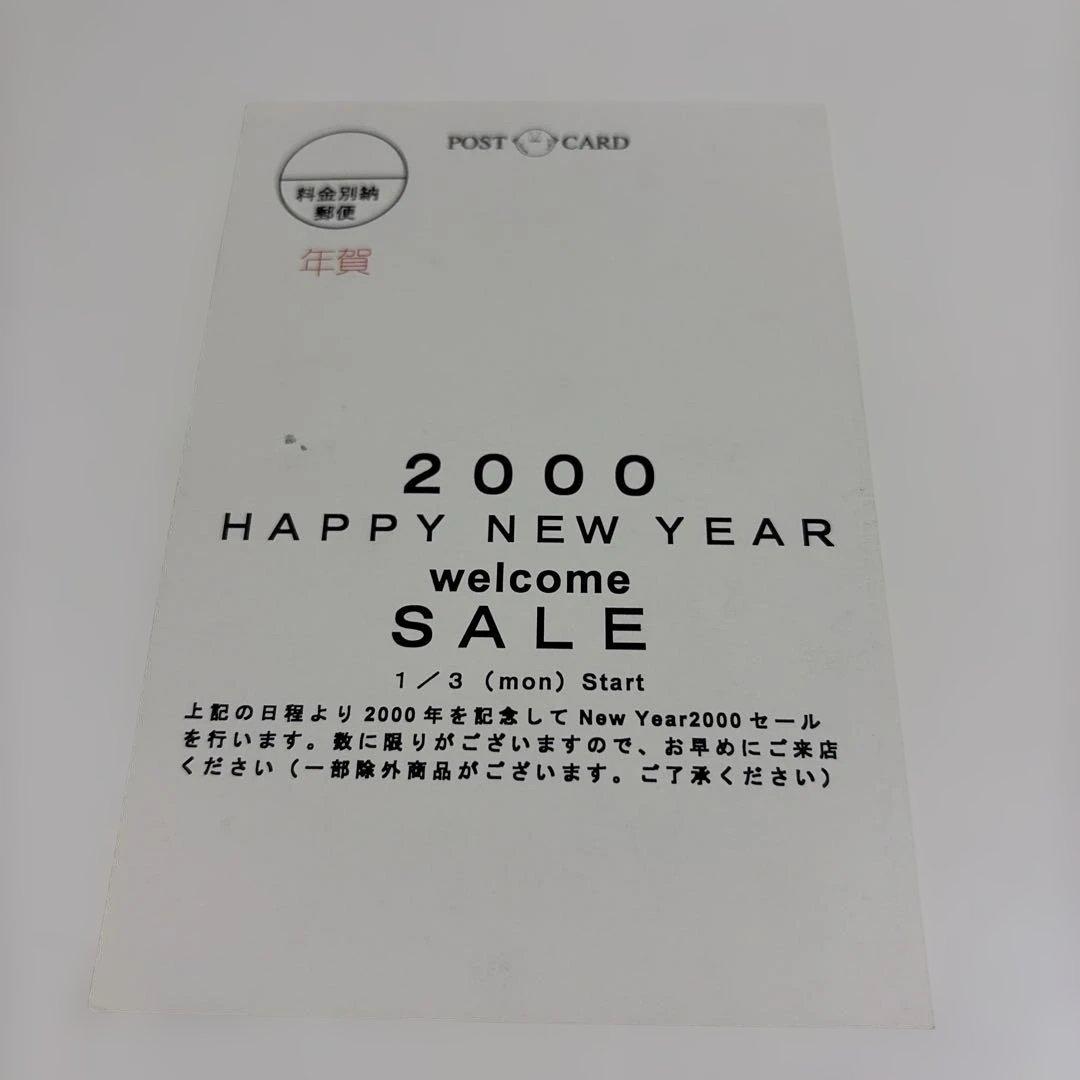 POST CARD
料金別納
郵便
年賀
2000
HAPPY NEW YEAR
welcome
SALE
1／3（mon）Start
上記の日程より2000年を記念してNew Year2000セール
を行います。数に限りがございますので、お早めにご来店
ください（一部除外商品がございます。ご了承ください）